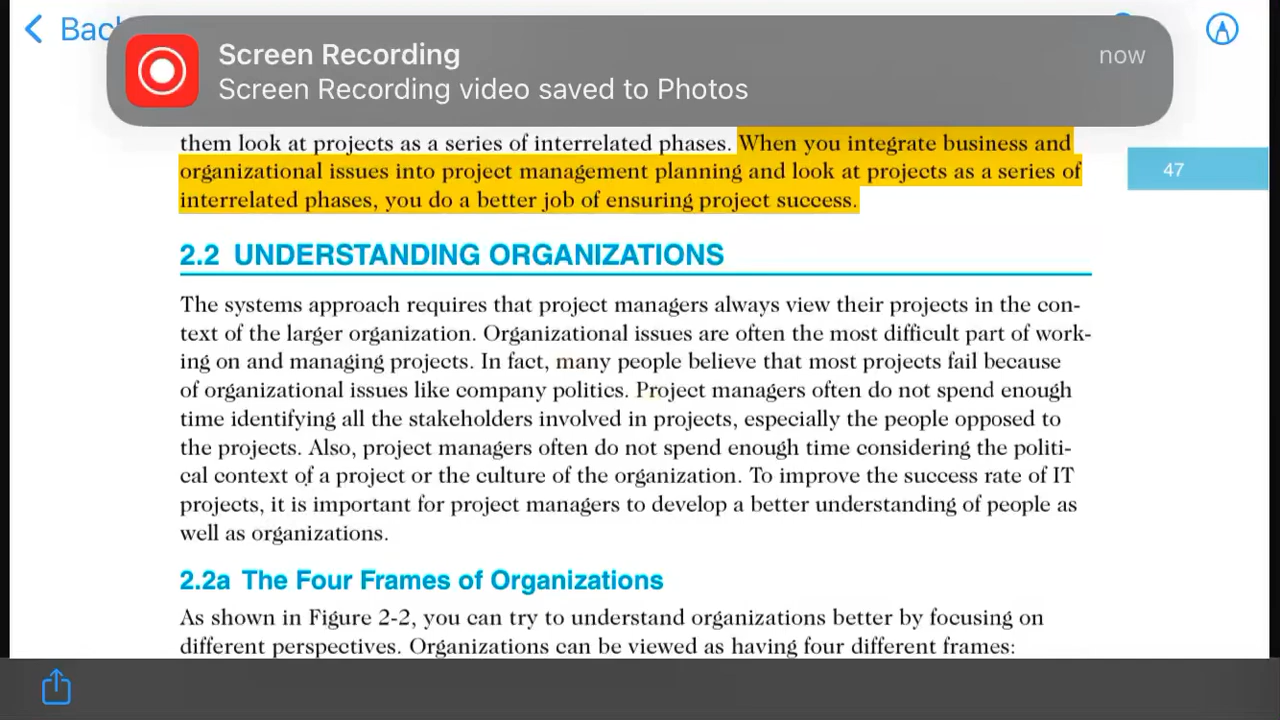 Screen Recording
now
Screen Recording video saved to Photos
them look at projects as a series of interrelated phases. When you integrate business and
organizational issues into project management planning and look at projects as a series of
interrelated phases, you do a better job of ensuring project success.
47
2.2 UNDERSTANDING ORGANIZATIONS
The systems approach requires that project managers always view their projects in the con-
text of the larger organization. Organizational issues are often the most difficult part of work-
ing on and managing projects. In fact, many people believe that most projects fail because
of organizational issues like company politics. Project managers often do not spend enough
time identifying all the stakeholders involved in projects, especially the people opposed to
the projects. Also, project managers often do not spend enough time considering the politi-
cal context of a project or the culture of the organization. To improve the success rate of IT
projects, it is important for project managers to develop a better understanding of people as
well as organizations.
2.2a The Four Frames of Organizations
As shown in Figure 2-2, you can try to understand organizations better by focusing on
different perspectives. Organizations can be viewed as having four different frames: